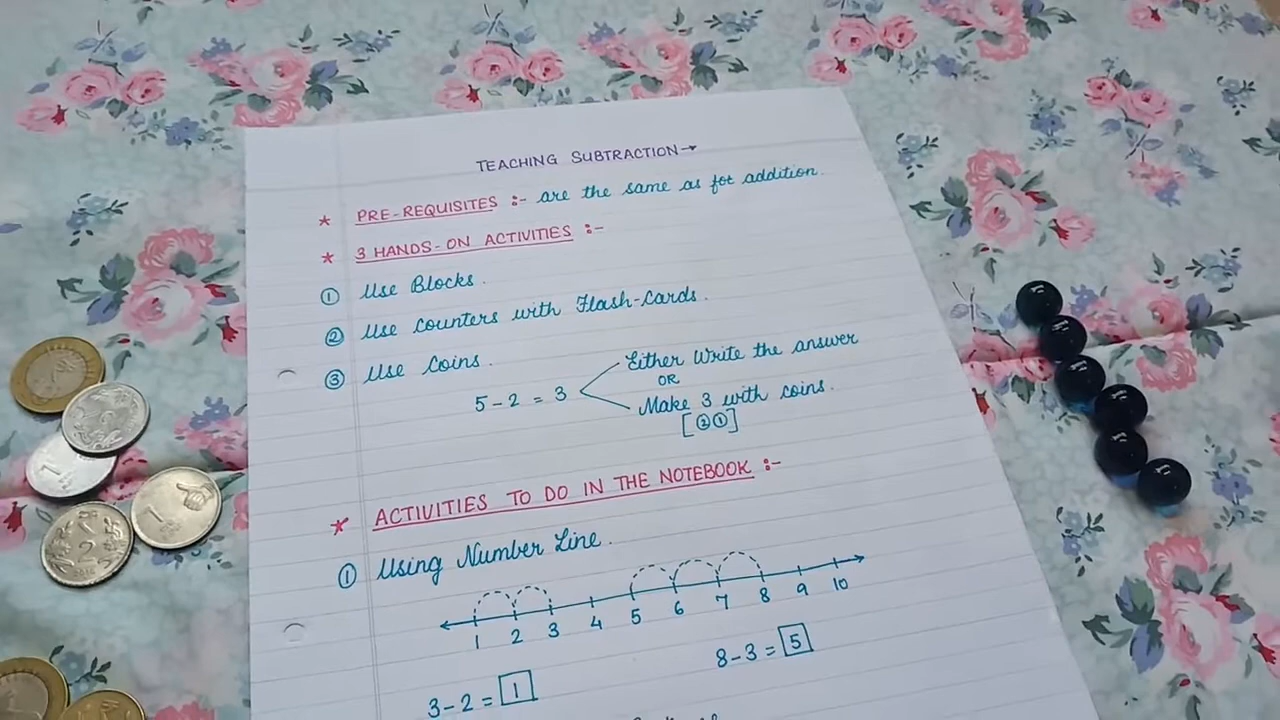 TEACHING SUBTRACTION→
* PRE-REQUISITES :- are the same as for addition.
* 3 HANDS-ON ACTIVITIES :-
① Use Blocks.
② Use counters with Flash-Cards.
③ Use Coins.
5 - 2 = 3
Either Write the answer
OR
Make 3 with coins.
[②①]
* ACTIVITIES TO DO IN THE NOTEBOOK :-
① Using Number Line.
1 2 3 4 5 6 7 8 9 10
3 - 2 = 1
8 - 3 = 5
1
1
2